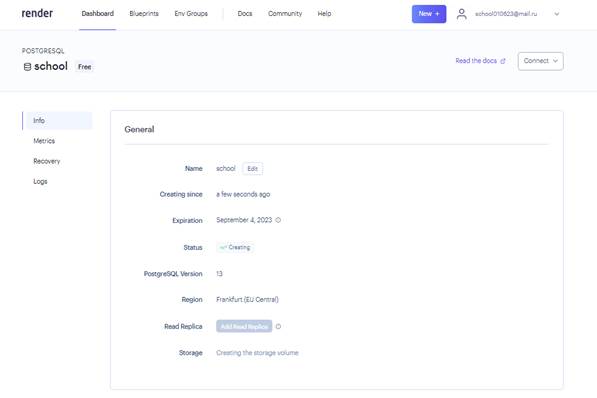 render Dashboard Blueprints Env Groups Docs Community Help New + school010623@mail.ru
POSTGRESQL
school Free
Read the docs Connect
Info
Metrics
Recovery
Logs
General
Name school Edit
Creating since a few seconds ago
Expiration September 4, 2023
Status Creating
PostgreSQL Version 13
Region Frankfurt (EU Central)
Read Replica Add Read Replica
Storage Creating the storage volume